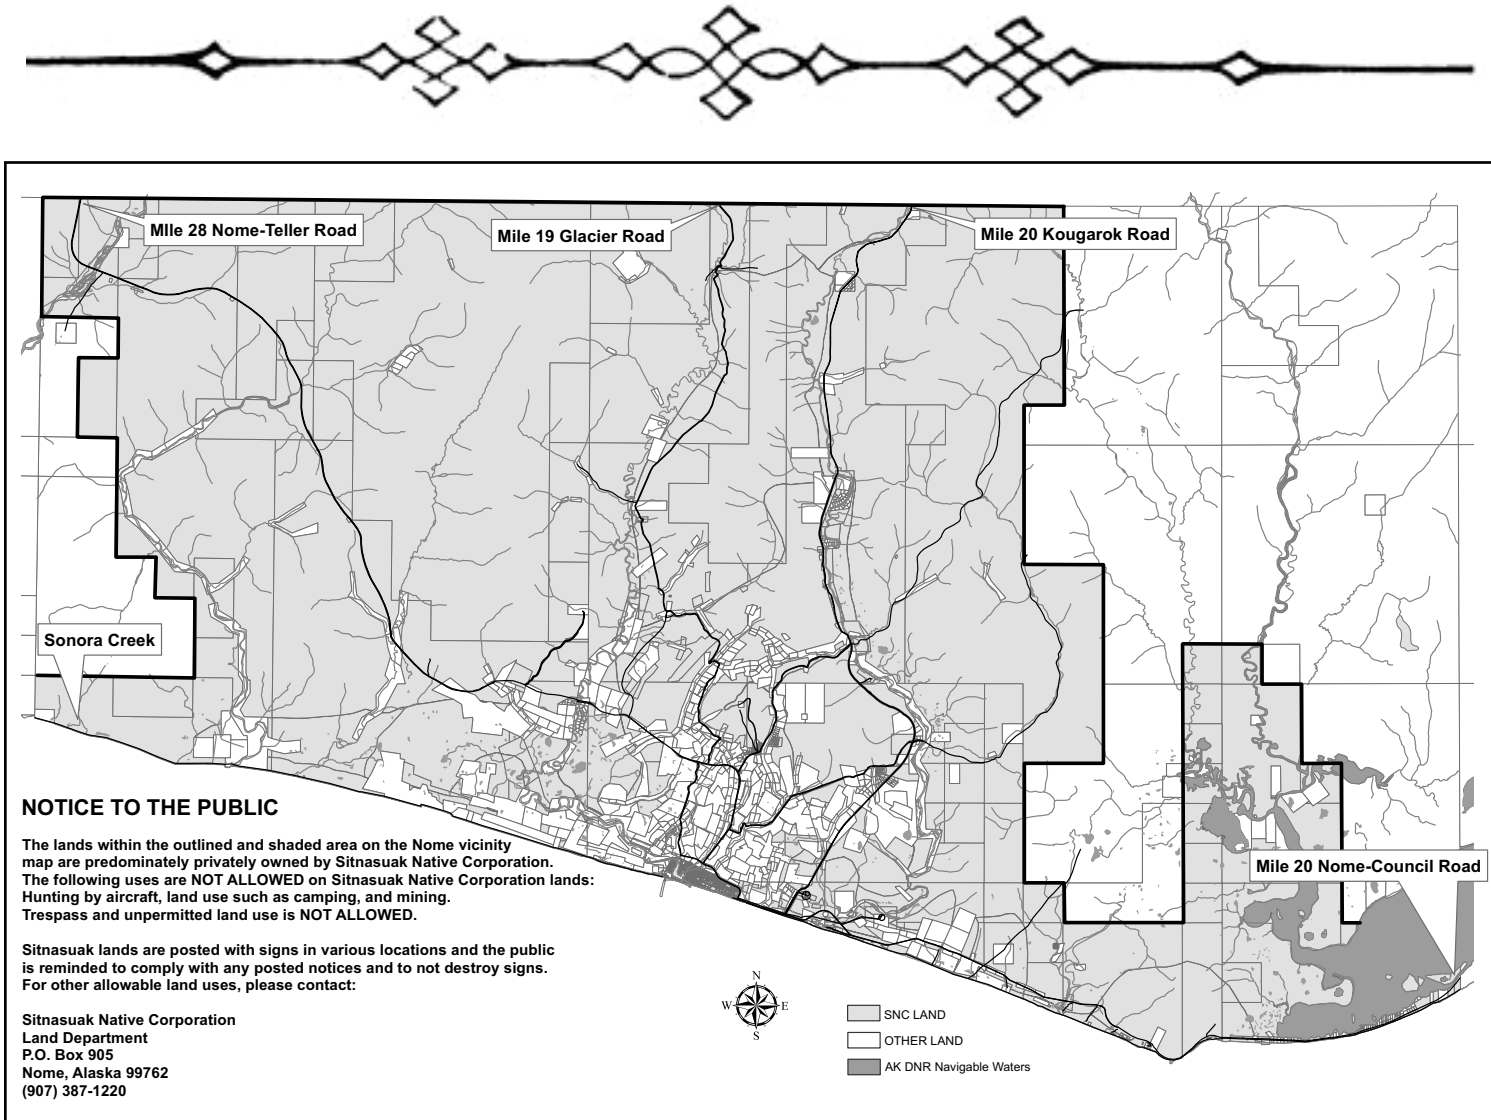 MIle 28 Nome-Teller Road
Mile 19 Glacier Road
Mile 20 Kougarok Road
Sonora Creek
NOTICE TO THE PUBLIC
The lands within the outlined and shaded area on the Nome vicinity
map are predominately privately owned by Sitnasuak Native Corporation.
The following uses are NOT ALLOWED on Sitnasuak Native Corporation lands:
Hunting by aircraft, land use such as camping, and mining.
Trespass and unpermitted land use is NOT ALLOWED.
Sitnasuak lands are posted with signs in various locations and the public
is reminded to comply with any posted notices and to not destroy signs.
For other allowable land uses, please contact:
Sitnasuak Native Corporation
Land Department
P.O. Box 905
Nome, Alaska 99762
(907) 387-1220
Mile 20 Nome-Council Road
N
W E
S
SNC LAND
OTHER LAND
AK DNR Navigable Waters